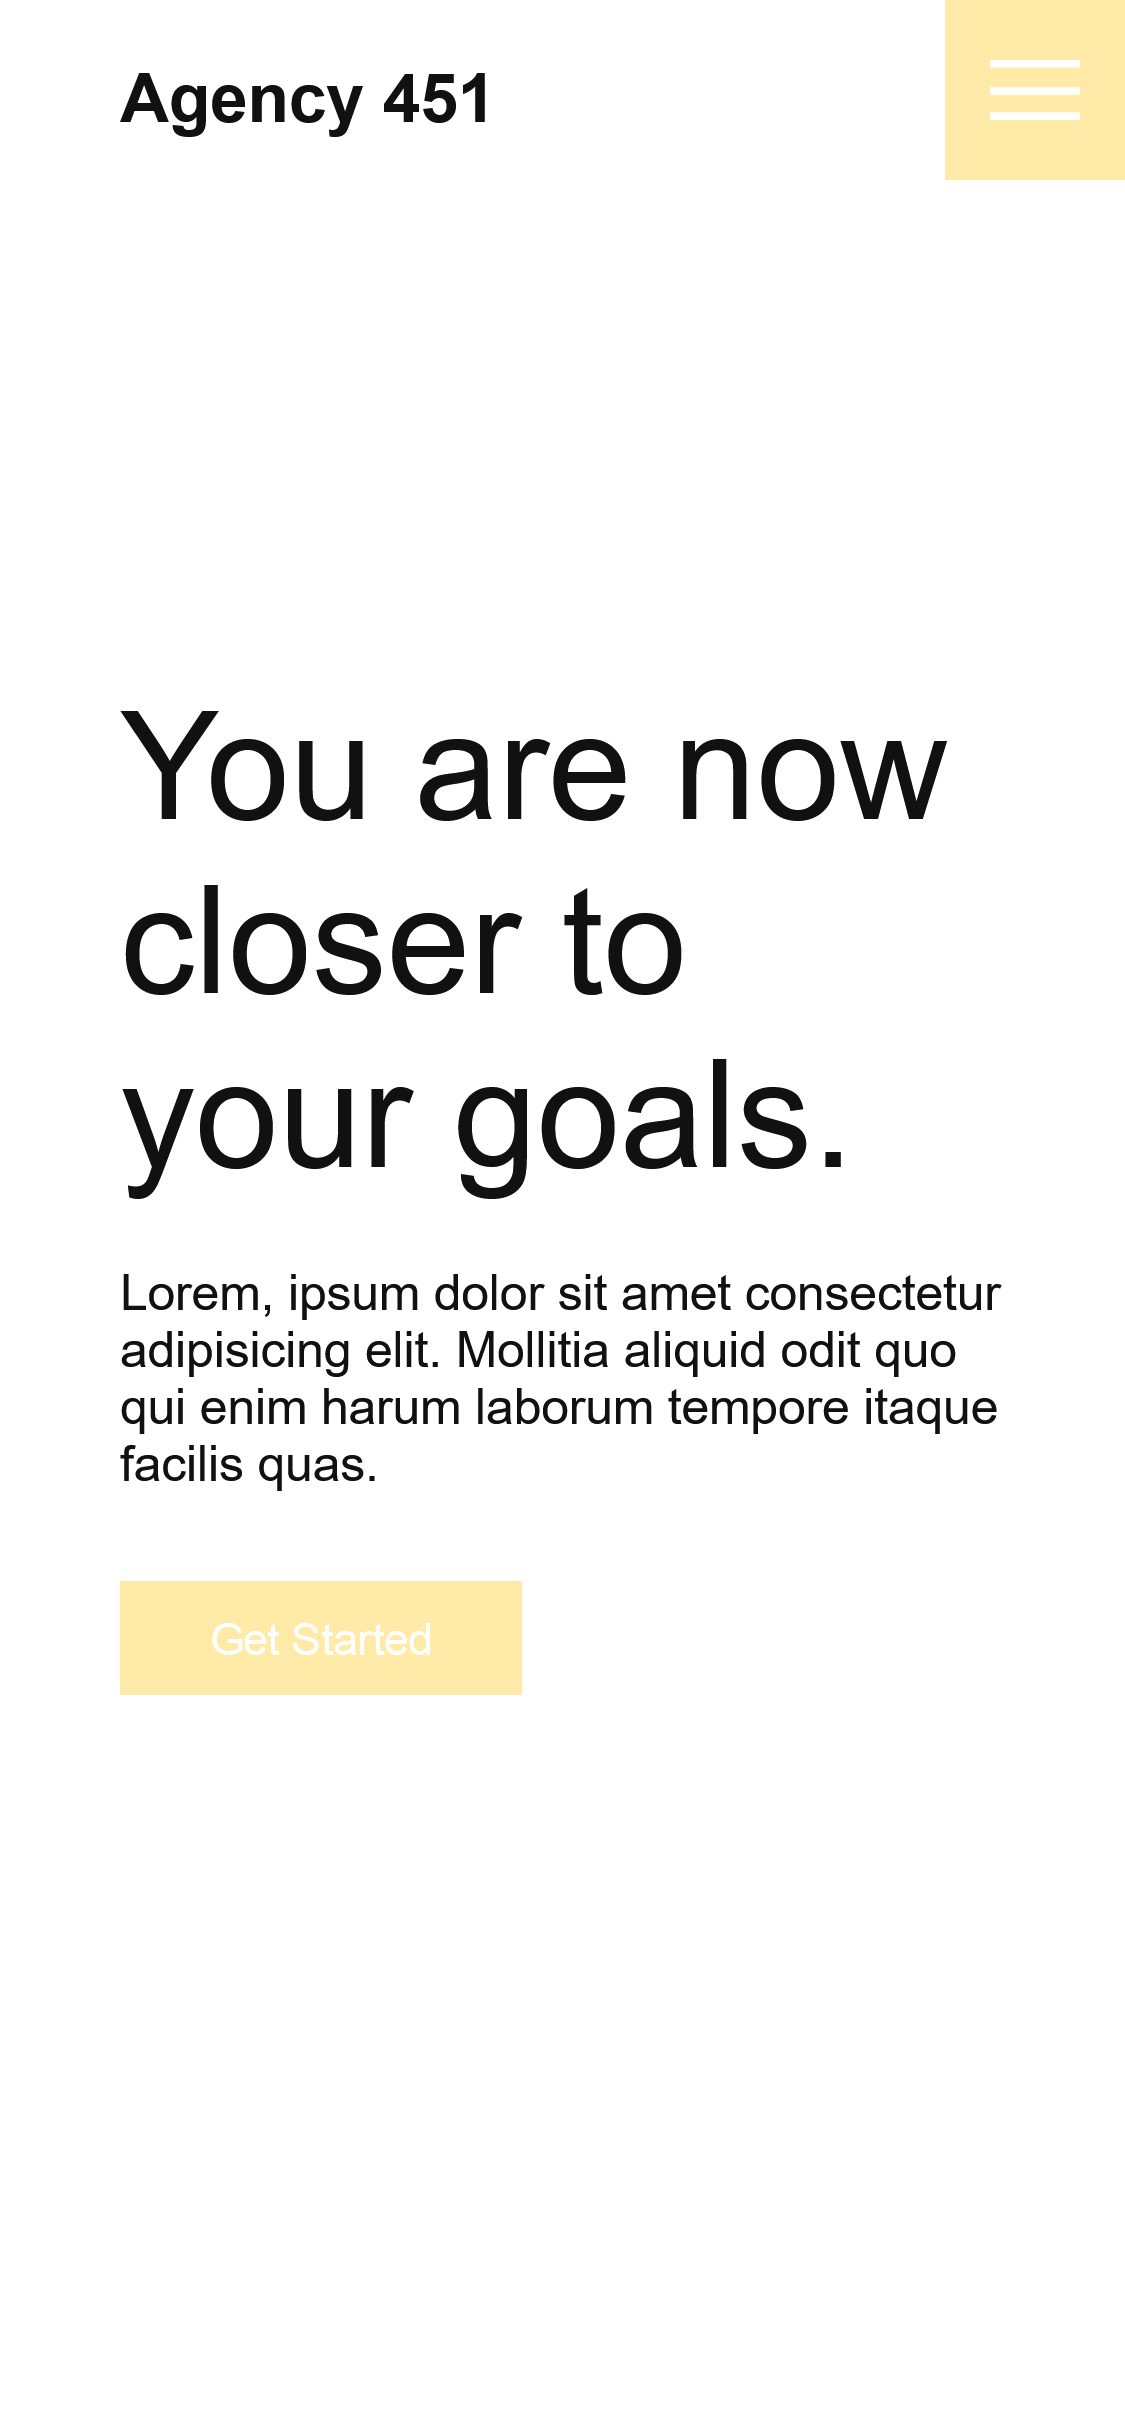 Agency 451
You are now
closer to
your goals.
Lorem, ipsum dolor sit amet consectetur
adipisicing elit. Mollitia aliquid odit quo
qui enim harum laborum tempore itaque
facilis quas.
Get Started